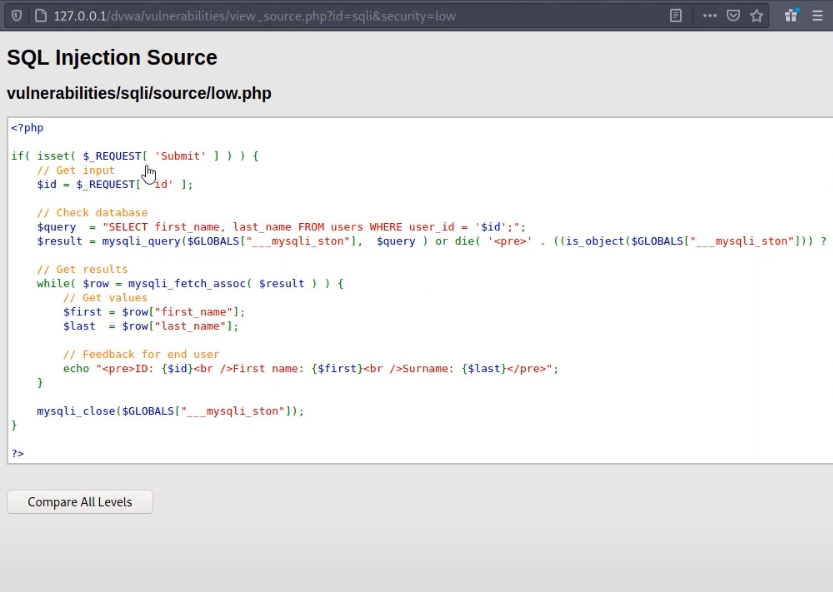 127.0.0.1/dvwa/vulnerabilities/view_source.php?id=sqli&security=low
SQL Injection Source
vulnerabilities/sqli/source/low.php
<?php
if( isset( $_REQUEST[ 'Submit' ] ) ) {
    // Get input
    $id = $_REQUEST[ 'id' ];
    // Check database
    $query  = "SELECT first_name, last_name FROM users WHERE user_id = '$id';";
    $result = mysqli_query($GLOBALS["___mysqli_ston"],  $query ) or die( '<pre>' . ((is_object($GLOBALS["___mysqli_ston"])) ?
    // Get results
    while( $row = mysqli_fetch_assoc( $result ) ) {
        // Get values
        $first = $row["first_name"];
        $last  = $row["last_name"];
        // Feedback for end user
        echo "<pre>ID: {$id}<br />First name: {$first}<br />Surname: {$last}</pre>";
    }
    mysqli_close($GLOBALS["___mysqli_ston"]);
}
?>
Compare All Levels